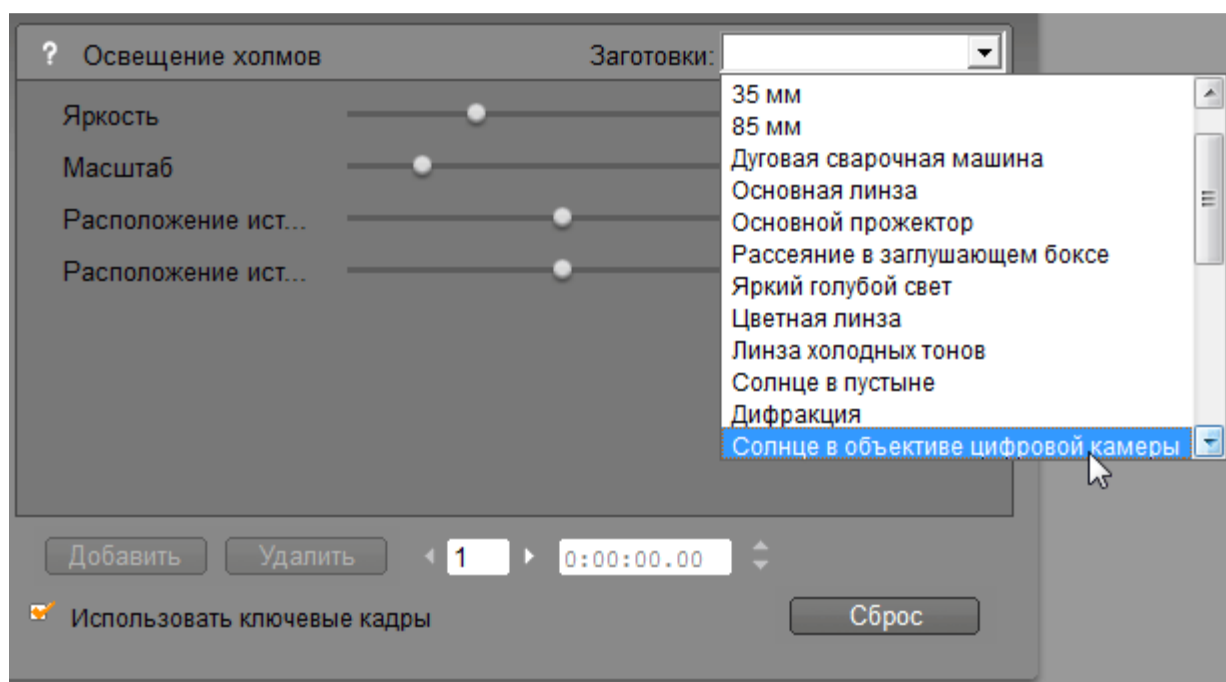 ? Освещение холмов Заготовки:
Яркость
Масштаб
Расположение ист...
Расположение ист...
35 мм
85 мм
Дуговая сварочная машина
Основная линза
Основной прожектор
Рассеяние в заглушающем боксе
Яркий голубой свет
Цветная линза
Линза холодных тонов
Солнце в пустыне
Дифракция
Солнце в объективе цифровой камеры
Добавить Удалить 1 0:00:00.00
Использовать ключевые кадры Сброс